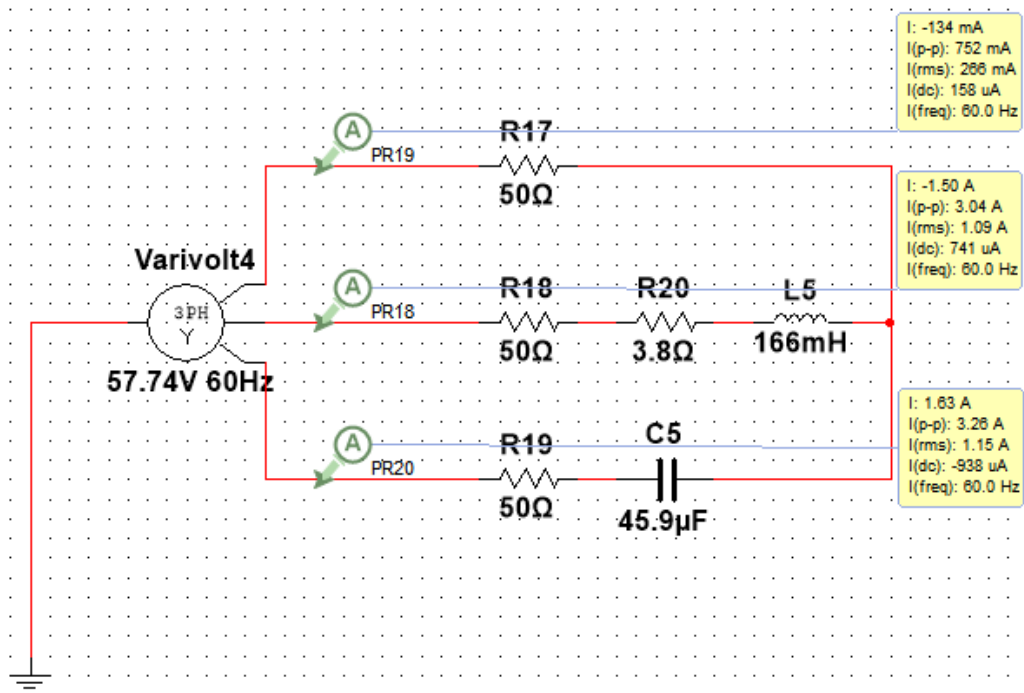 I: -134 mA
I(p-p): 752 mA
I(rms): 266 mA
I(dc): 158 uA
I(freq): 60.0 Hz
A
PR19
R17
50Ω
I: -1.50 A
I(p-p): 3.04 A
I(rms): 1.09 A
I(dc): 741 uA
I(freq): 60.0 Hz
Varivolt4
3PH
Y
57.74V 60Hz
A
PR18
R18
50Ω
R20
3.8Ω
L5
166mH
I: 1.63 A
I(p-p): 3.26 A
I(rms): 1.15 A
I(dc): -938 uA
I(freq): 60.0 Hz
A
PR20
R19
50Ω
C5
45.9µF